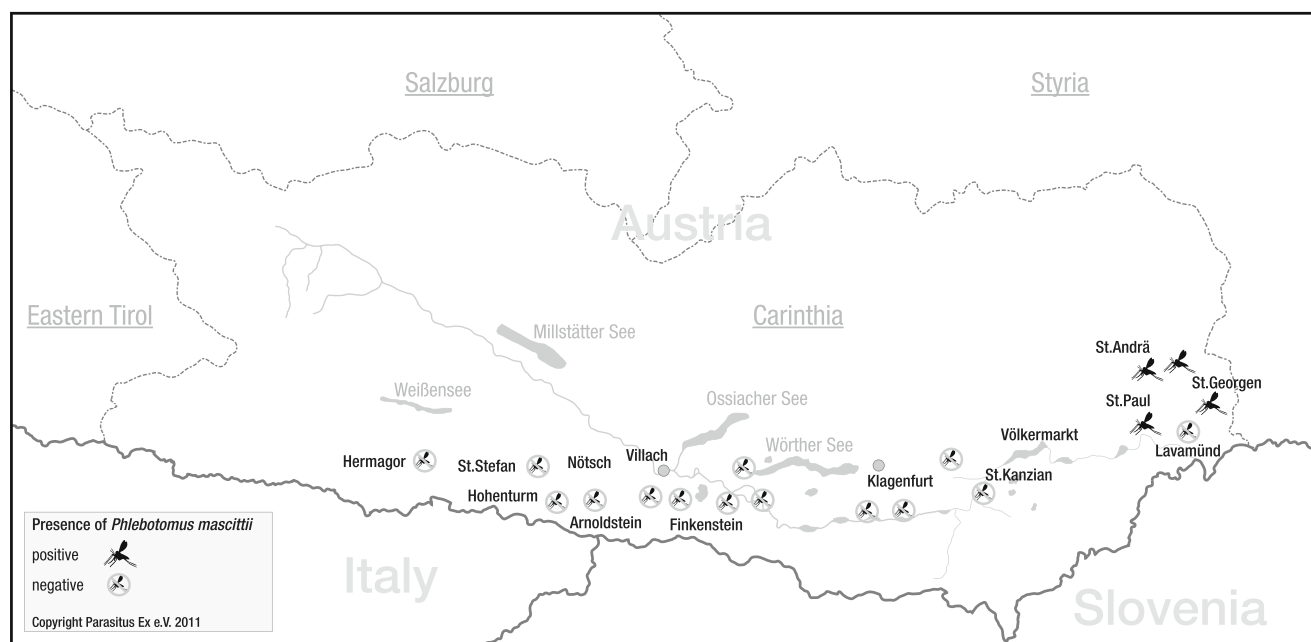 Salzburg
Styria
Austria
Eastern Tirol
Carinthia
Millstätter See
St.Andrä
Weißensee
St.Georgen
Ossiacher See
St.Paul
Völkermarkt
Wörther See
Lavamünd
Villach
Hermagor
St.Stefan
Nötsch
Klagenfurt
St.Kanzian
Hohenturm
Arnoldstein
Finkenstein
Presence of Phlebotomus mascittii
positive
negative
Copyright Parasitus Ex e.V. 2011
Italy
Slovenia